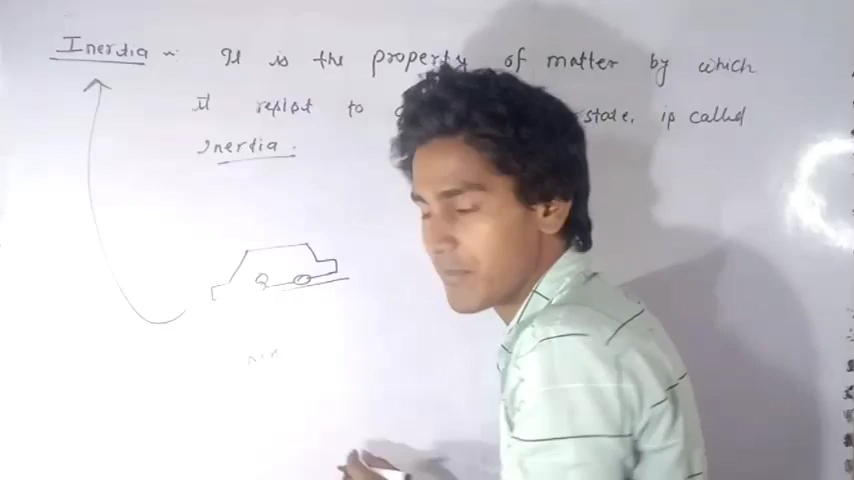 Inertia :- It is the property of matter by which
it resist to state, is called
Inertia.